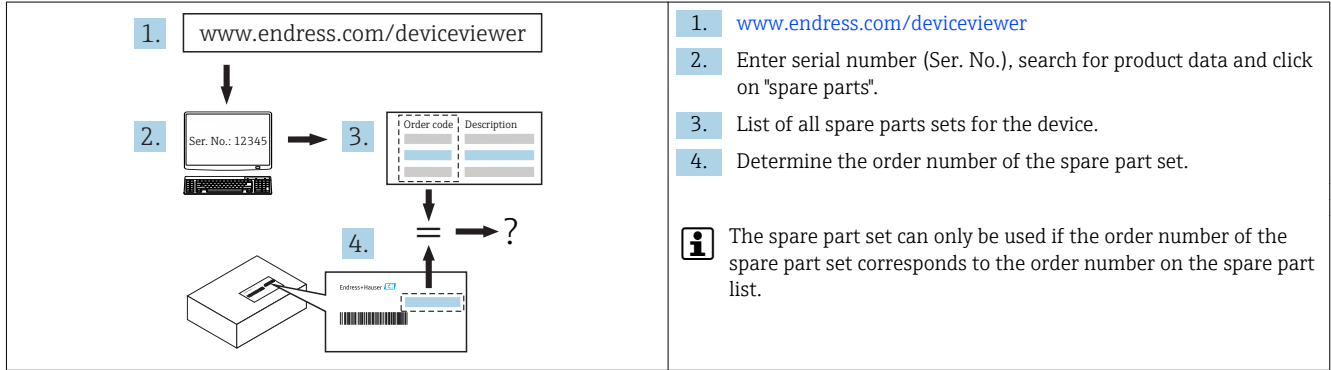 1. www.endress.com/deviceviewer
2. Ser. No.: 12345
3. Order code Description
= ?
4.
Endress+Hauser EH
1. www.endress.com/deviceviewer
2. Enter serial number (Ser. No.), search for product data and click
on "spare parts".
3. List of all spare parts sets for the device.
4. Determine the order number of the spare part set.
i The spare part set can only be used if the order number of the
spare part set corresponds to the order number on the spare part
list.